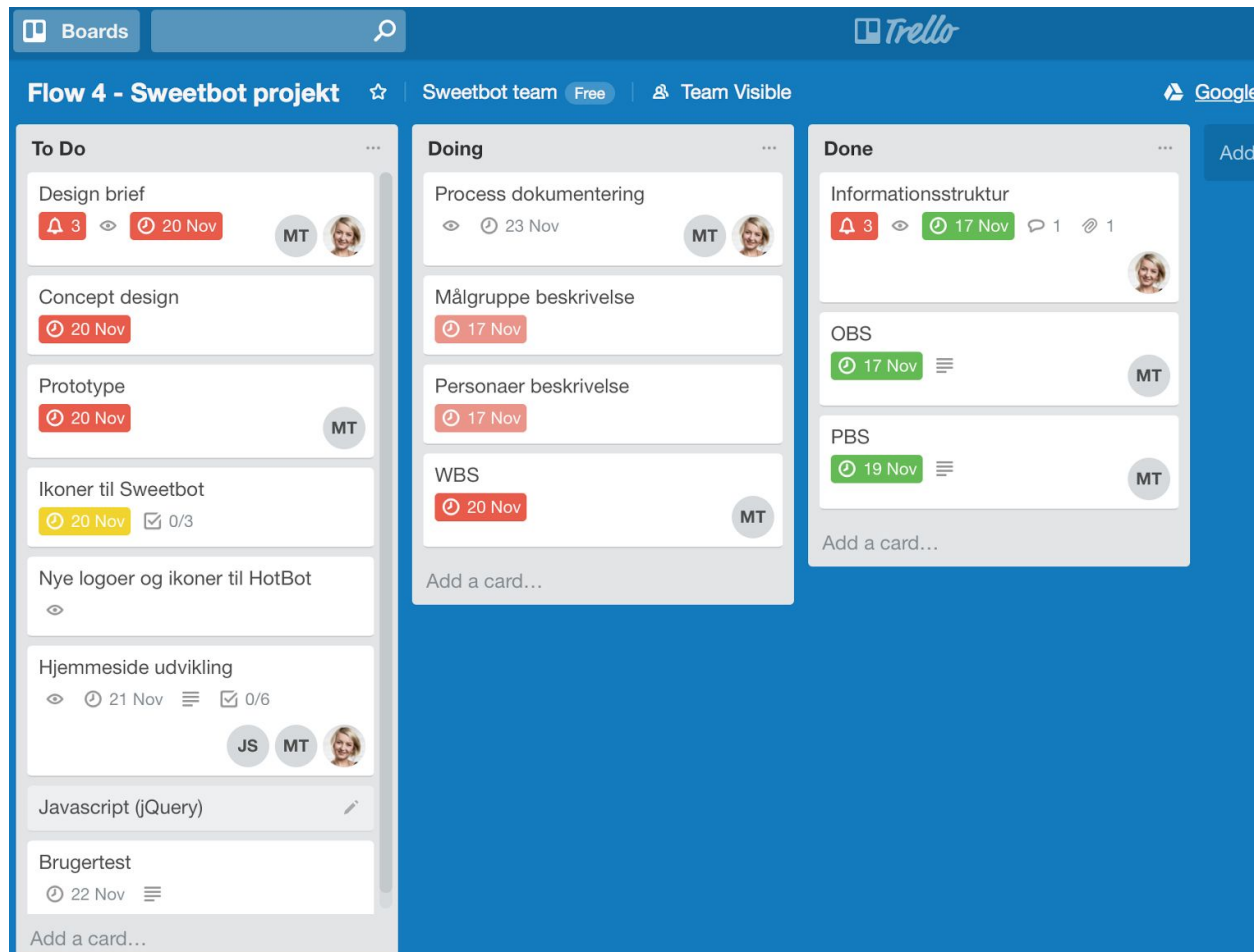 Boards
Trello
Flow 4 - Sweetbot projekt
Sweetbot team Free
Team Visible
Google
To Do
Design brief
3 20 Nov
MT
Concept design
20 Nov
Prototype
20 Nov
MT
Ikoner til Sweetbot
20 Nov 0/3
Nye logoer og ikoner til HotBot
Hjemmeside udvikling
21 Nov 0/6
JS MT
Javascript (jQuery)
Brugertest
22 Nov
Add a card...
Doing
Process dokumentering
23 Nov
MT
Målgruppe beskrivelse
17 Nov
Personaer beskrivelse
17 Nov
WBS
20 Nov
MT
Add a card...
Done
Informationsstruktur
3 17 Nov 1 1
OBS
17 Nov
MT
PBS
19 Nov
MT
Add a card...
Add